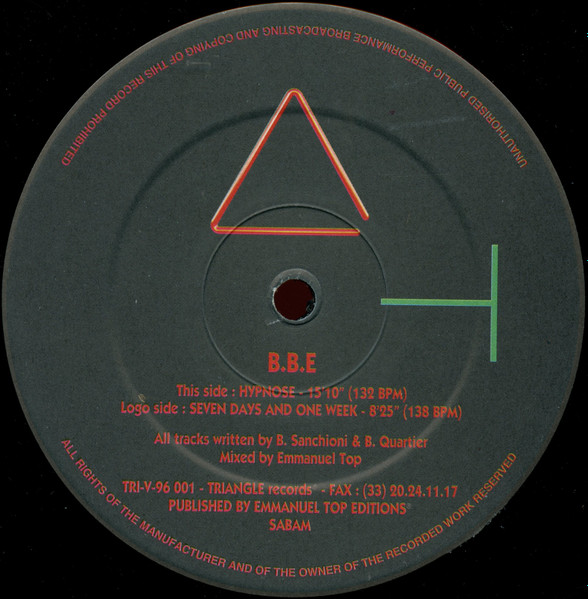 UNAUTHORISED PUBLIC PERFORMANCE BROADCASTING AND COPYING OF THIS RECORD PROHIBITED
B.B.E
This side : HYPNOSE - 15'10" (132 BPM)
Logo side : SEVEN DAYS AND ONE WEEK - 8'25" (138 BPM)
All tracks written by B. Sanchioni & B. Quartier
Mixed by Emmanuel Top
TRI-V-96 001 - TRIANGLE records® - FAX : (33) 20.24.11.17
PUBLISHED BY EMMANUEL TOP EDITIONS®
SABAM
ALL RIGHTS OF THE MANUFACTURER AND OF THE OWNER OF THE RECORDED WORK RESERVED